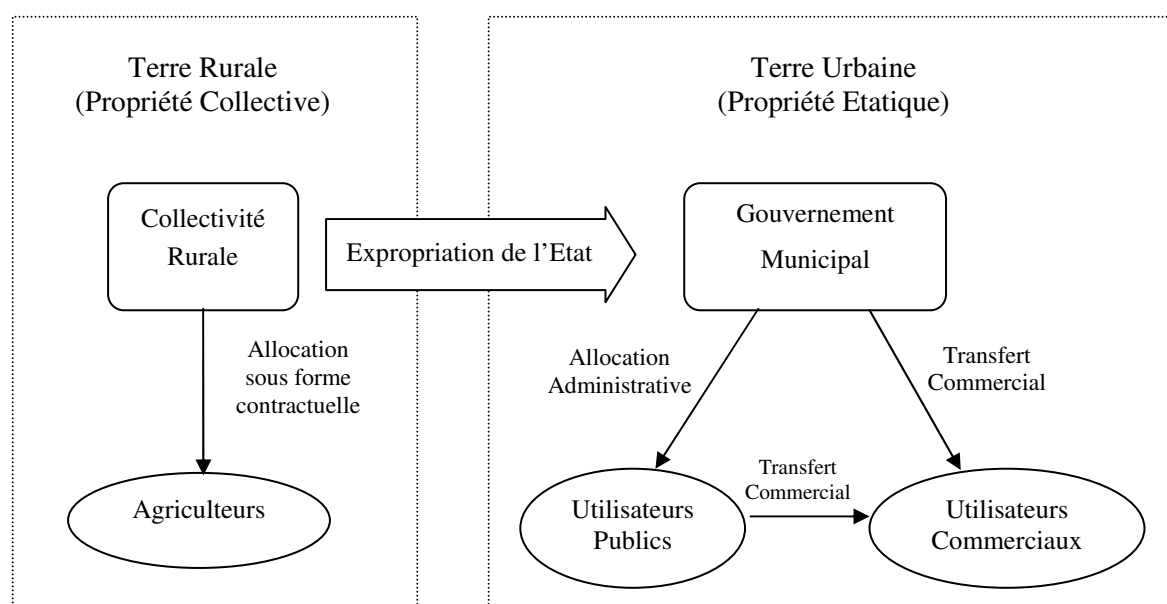 Terre Rurale
(Propriété Collective)
Collectivité
Rurale
Allocation
sous forme
contractuelle
Agriculteurs
Expropriation de l’Etat
Terre Urbaine
(Propriété Etatique)
Gouvernement
Municipal
Allocation
Administrative
Transfert
Commercial
Transfert
Commercial
Utilisateurs
Publics
Utilisateurs
Commerciaux